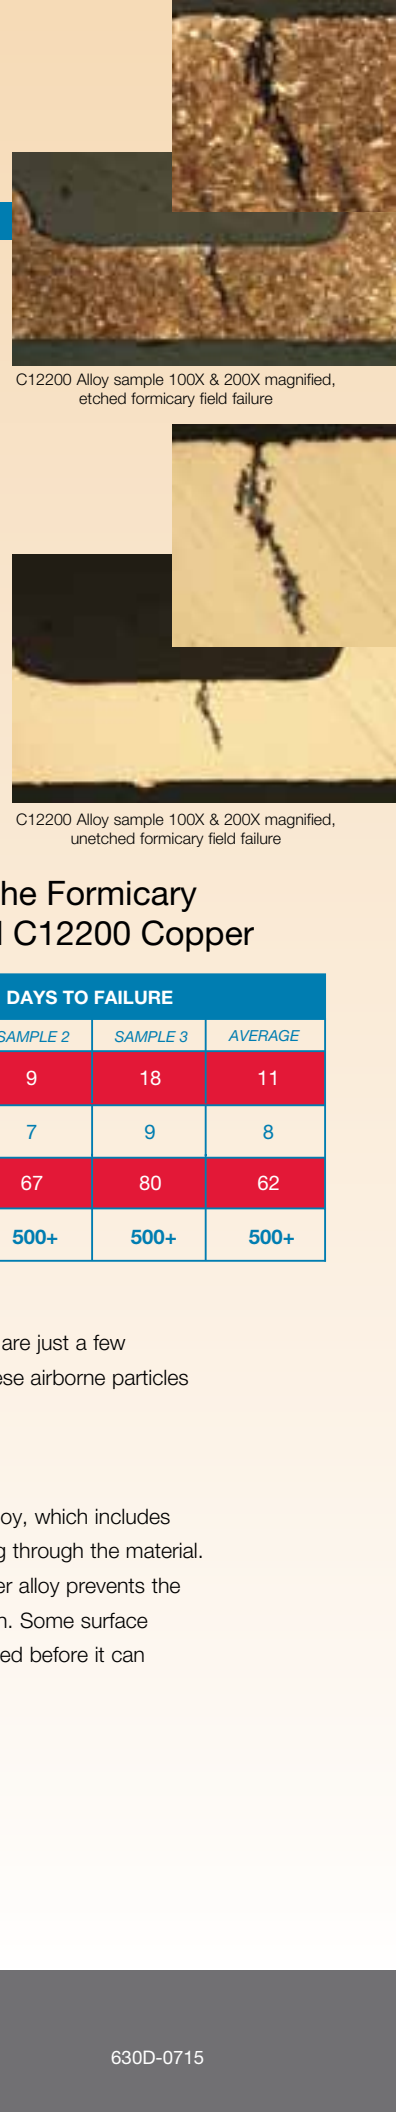 C12200 Alloy sample 100X & 200X magnified,
etched formicary field failure
C12200 Alloy sample 100X & 200X magnified,
unetched formicary field failure
he Formicary
C12200 Copper
DAYS TO FAILURE
SAMPLE 2 SAMPLE 3 AVERAGE
9 18 11
7 9 8
67 80 62
500+ 500+ 500+
are just a few
ese airborne particles
oy, which includes
g through the material.
er alloy prevents the
n. Some surface
ed before it can
630D-0715